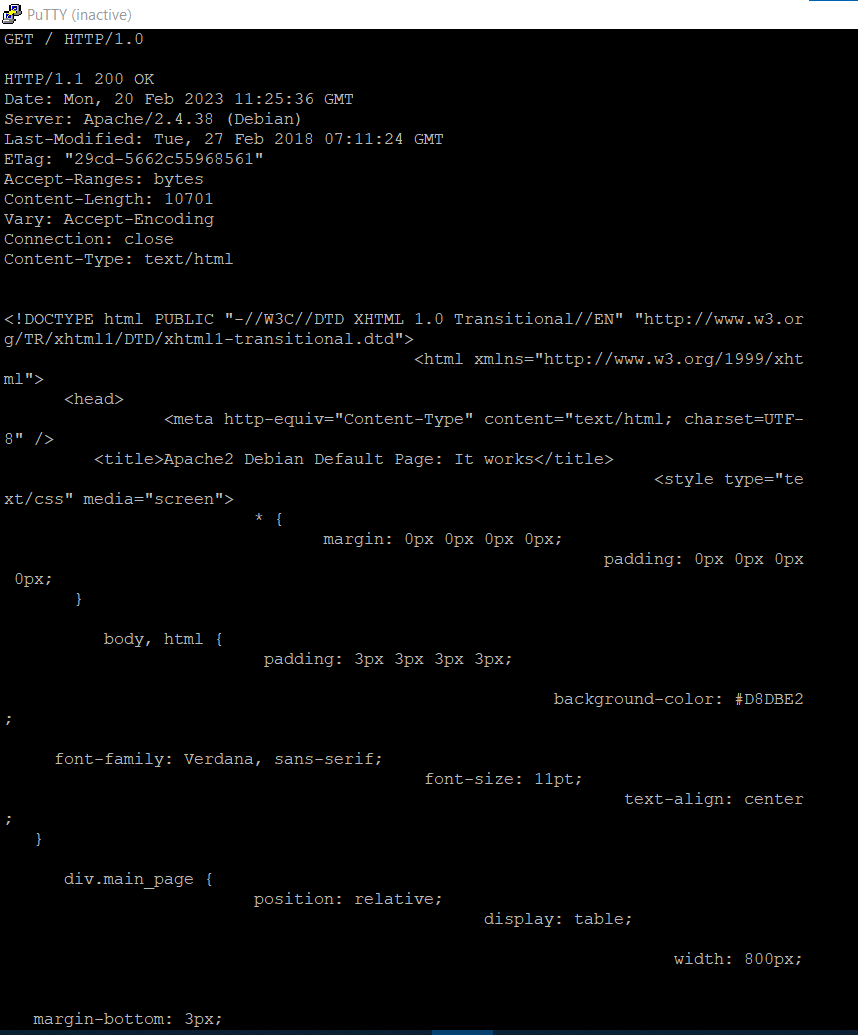 PuTTY (inactive)
GET / HTTP/1.0
HTTP/1.1 200 OK
Date: Mon, 20 Feb 2023 11:25:36 GMT
Server: Apache/2.4.38 (Debian)
Last-Modified: Tue, 27 Feb 2018 07:11:24 GMT
ETag: "29cd-5662c55968561"
Accept-Ranges: bytes
Content-Length: 10701
Vary: Accept-Encoding
Connection: close
Content-Type: text/html
<!DOCTYPE html PUBLIC "-//W3C//DTD XHTML 1.0 Transitional//EN" "http://www.w3.or
g/TR/xhtml1/DTD/xhtml1-transitional.dtd">
<html xmlns="http://www.w3.org/1999/xht
ml">
<head>
<meta http-equiv="Content-Type" content="text/html; charset=UTF-
8" />
<title>Apache2 Debian Default Page: It works</title>
<style type="te
xt/css" media="screen">
* {
margin: 0px 0px 0px 0px;
padding: 0px 0px 0px
0px;
}
body, html {
padding: 3px 3px 3px 3px;
background-color: #D8DBE2
;
font-family: Verdana, sans-serif;
font-size: 11pt;
text-align: center
;
}
div.main_page {
position: relative;
display: table;
width: 800px;
margin-bottom: 3px;